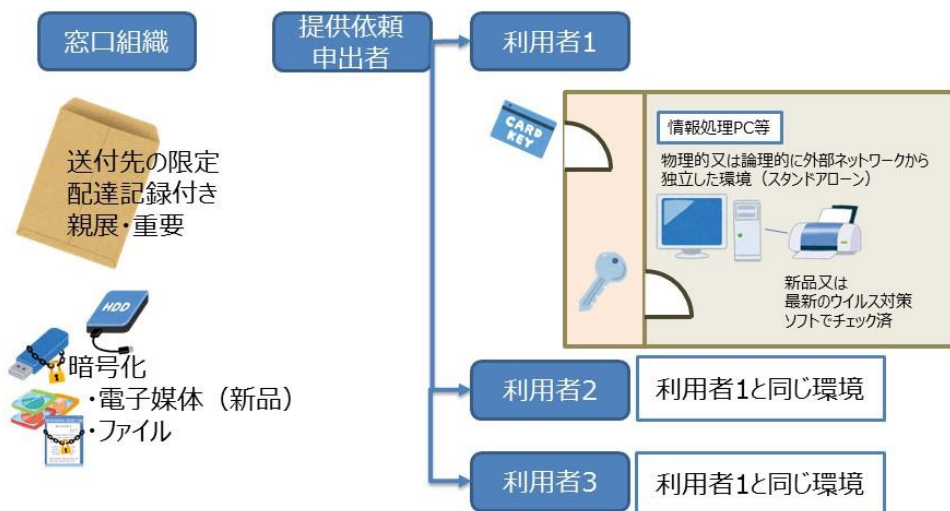 窓口組織
提供依頼
申出者
利用者1
送付先の限定
配達記録付き
親展・重要
CARD
KEY
情報処理PC等
物理的又は論理的に外部ネットワークから
独立した環境（スタンドアローン）
新品又は
最新のウイルス対策
ソフトでチェック済
HDD
暗号化
・電子媒体（新品）
・ファイル
利用者2
利用者1と同じ環境
利用者3
利用者1と同じ環境